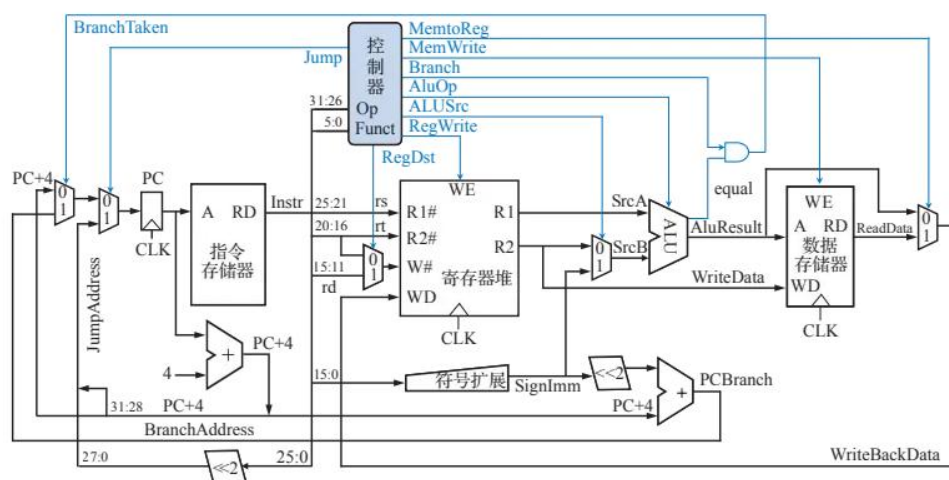 BranchTaken
Jump
控制器
Op
Funct
MemtoReg
MemWrite
Branch
AluOp
ALUSrc
RegWrite
RegDst
31:26
5:0
PC+4
0
1
0
1
PC
CLK
A RD
指令
存储器
Instr
25:21
20:16
15:11
rs
rt
rd
0
1
WE
R1#
R2#
W#
WD
R1
R2
寄存器堆
CLK
SrcA
0
1
SrcB
ALU
equal
AluResult
WriteData
WE
A RD
数据
存储器
WD
CLK
ReadData
0
1
JumpAddress
4
+
PC+4
15:0
符号扩展
SignImm
<<2
+
PCBranch
31:28
PC+4
PC+4
BranchAddress
27:0
<<2
25:0
WriteBackData